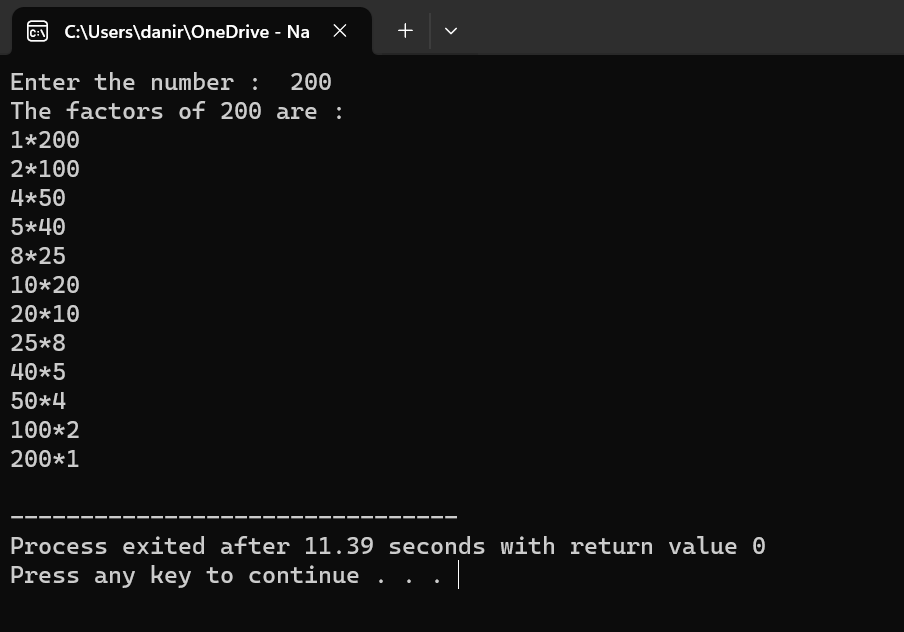 C:\Users\danir\OneDrive - Na
Enter the number :  200
The factors of 200 are :
1*200
2*100
4*50
5*40
8*25
10*20
20*10
25*8
40*5
50*4
100*2
200*1
--------------------------------
Process exited after 11.39 seconds with return value 0
Press any key to continue . . .